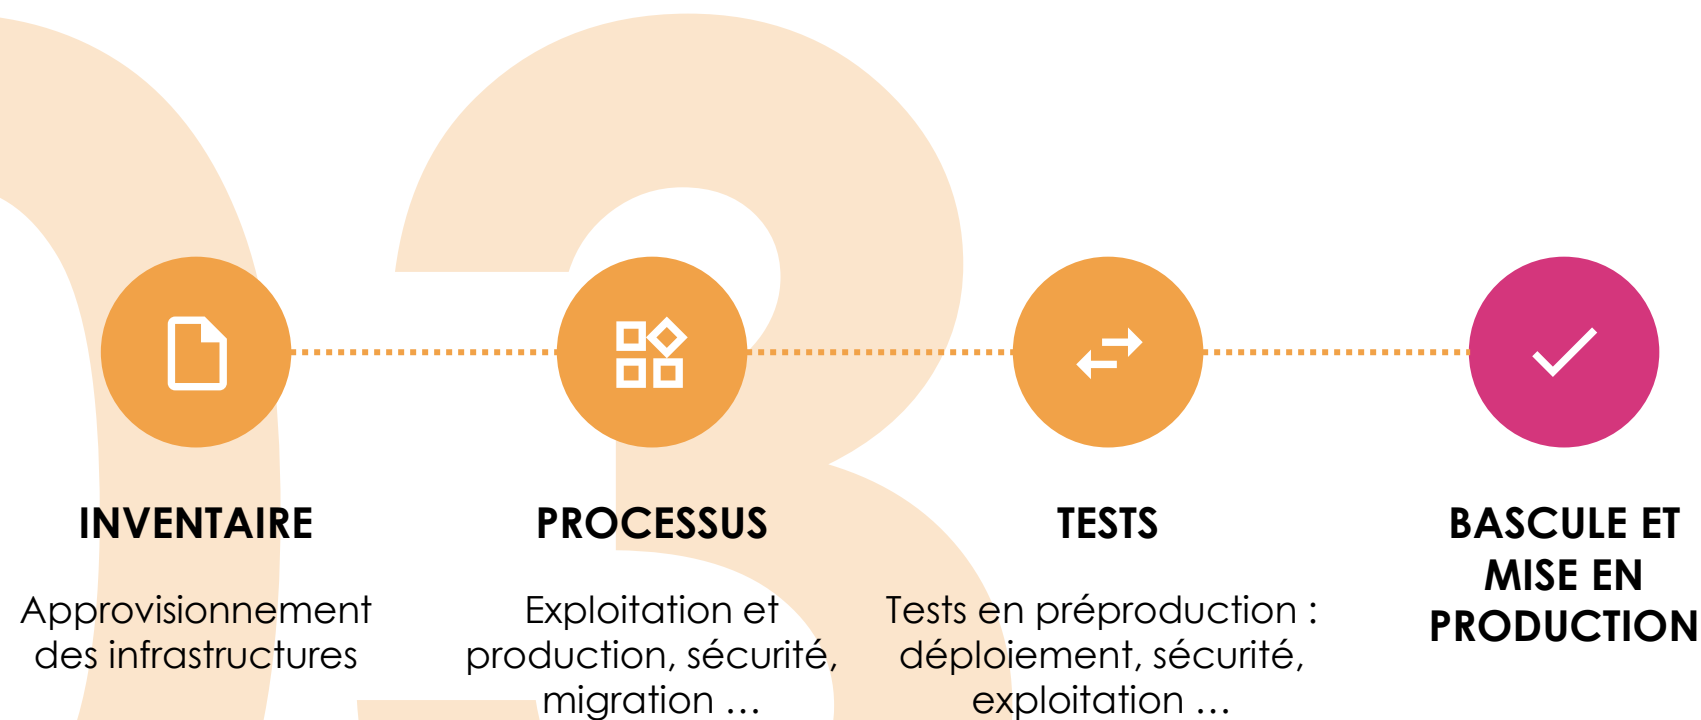 03
INVENTAIRE
Approvisionnement
des infrastructures
PROCESSUS
Exploitation et
production, sécurité,
migration …
TESTS
Tests en préproduction :
déploiement, sécurité,
exploitation …
BASCULE ET
MISE EN
PRODUCTION